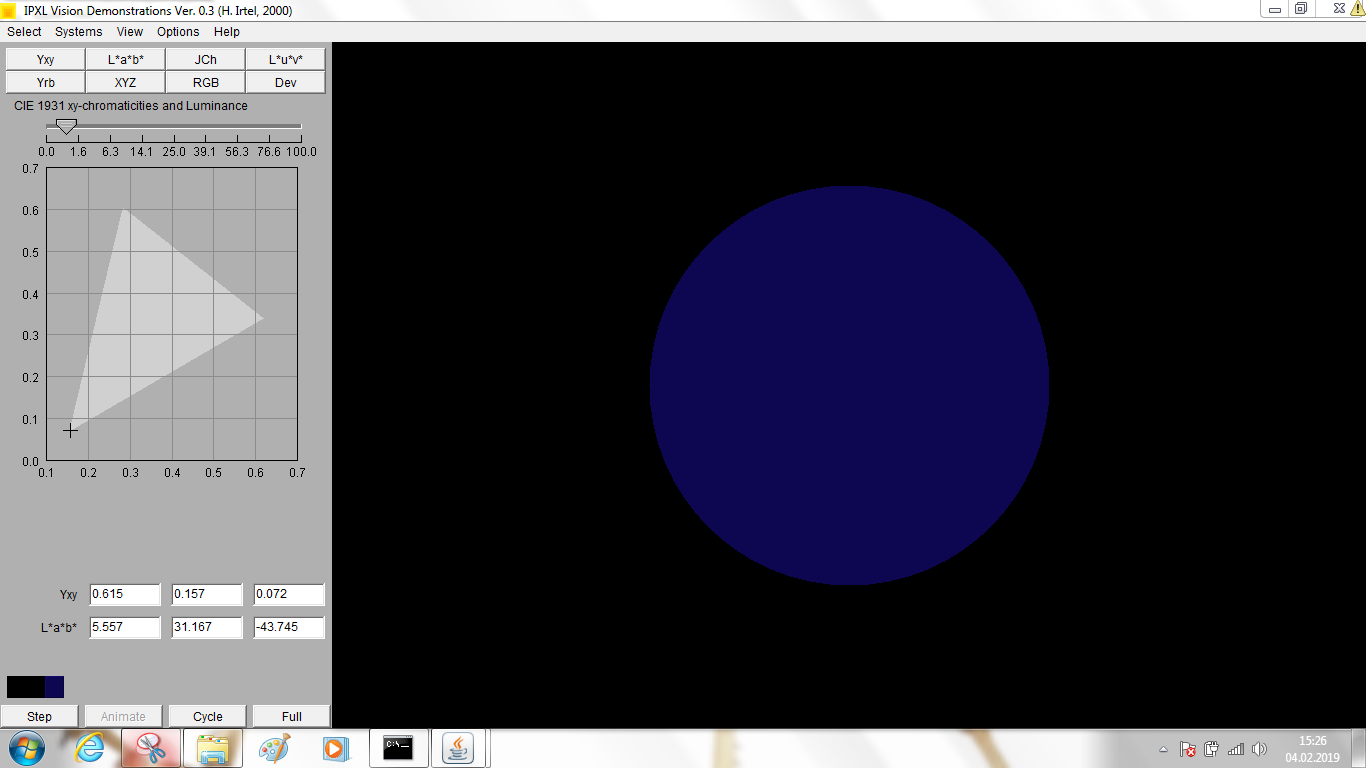 IPXL Vision Demonstrations Ver. 0.3 (H. Irtel, 2000)
Select Systems View Options Help
Yxy L*a*b* JCh L*u*v*
Yrb XYZ RGB Dev
CIE 1931 xy-chromaticities and Luminance
0.0 1.6 6.3 14.1 25.0 39.1 56.3 76.6 100.0
0.7
0.6
0.5
0.4
0.3
0.2
0.1
0.0
0.1 0.2 0.3 0.4 0.5 0.6 0.7
Yxy 0.615 0.157 0.072
L*a*b* 5.557 31.167 -43.745
Step Animate Cycle Full
C:\
15:26
04.02.2019